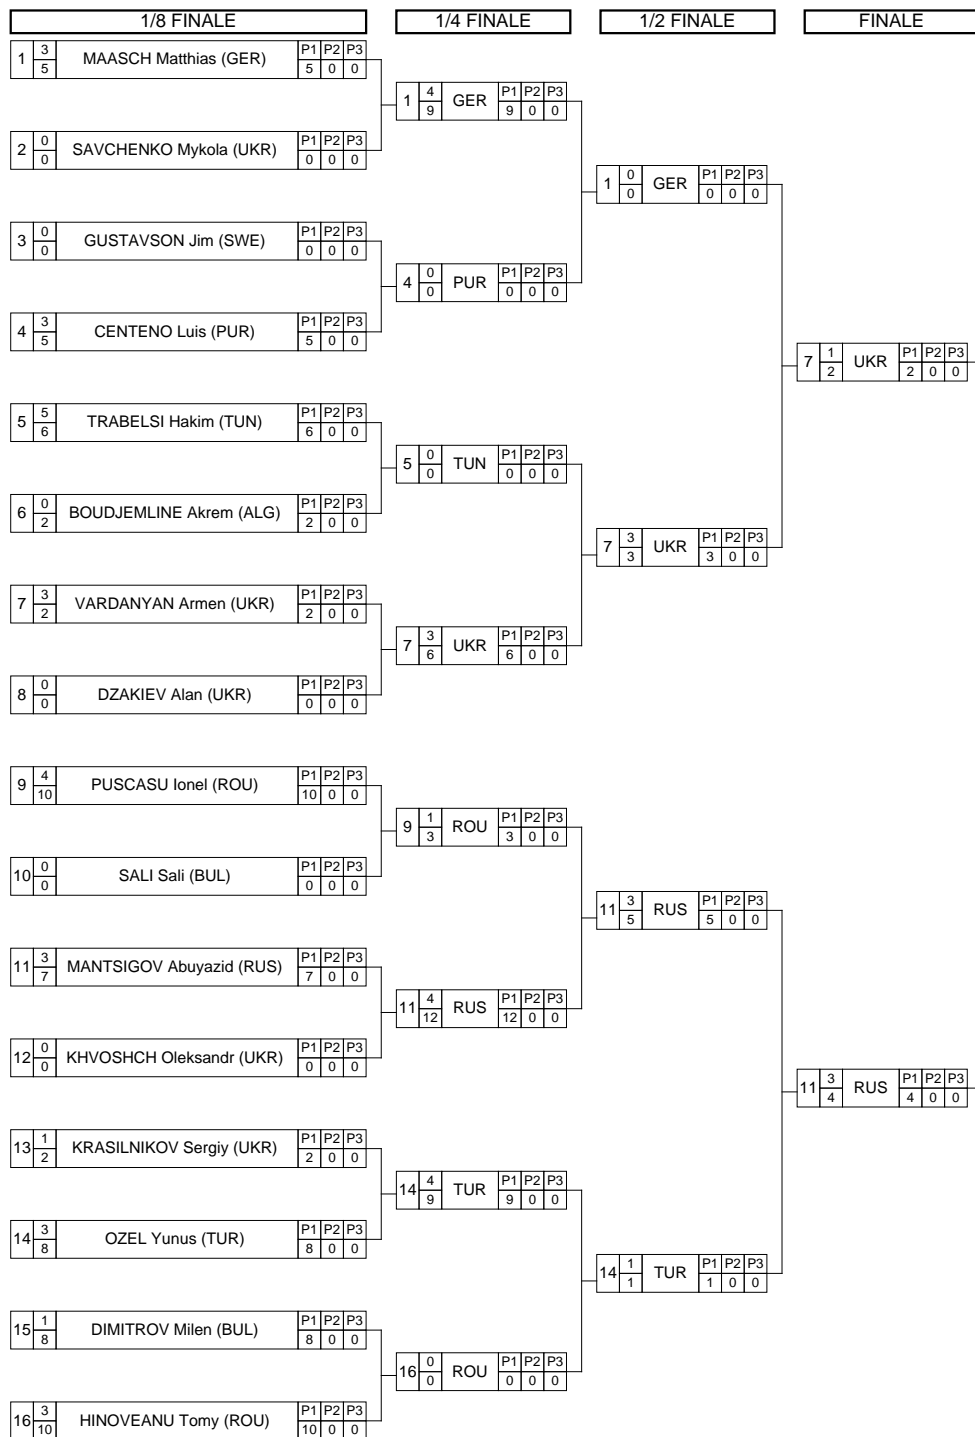 1/8 FINALE 1/4 FINALE 1/2 FINALE FINALE
1 3 5 MAASCH Matthias (GER) P1 P2 P3 5 0 0
2 0 0 SAVCHENKO Mykola (UKR) P1 P2 P3 0 0 0
3 0 0 GUSTAVSON Jim (SWE) P1 P2 P3 0 0 0
4 3 5 CENTENO Luis (PUR) P1 P2 P3 5 0 0
5 5 6 TRABELSI Hakim (TUN) P1 P2 P3 6 0 0
6 0 2 BOUDJEMLINE Akrem (ALG) P1 P2 P3 2 0 0
7 3 2 VARDANYAN Armen (UKR) P1 P2 P3 2 0 0
8 0 0 DZAKIEV Alan (UKR) P1 P2 P3 0 0 0
9 4 10 PUSCASU Ionel (ROU) P1 P2 P3 10 0 0
10 0 0 SALI Sali (BUL) P1 P2 P3 0 0 0
11 3 7 MANTSIGOV Abuyazid (RUS) P1 P2 P3 7 0 0
12 0 0 KHVOSHCH Oleksandr (UKR) P1 P2 P3 0 0 0
13 1 2 KRASILNIKOV Sergiy (UKR) P1 P2 P3 2 0 0
14 3 8 OZEL Yunus (TUR) P1 P2 P3 8 0 0
15 1 8 DIMITROV Milen (BUL) P1 P2 P3 8 0 0
16 3 10 HINOVEANU Tomy (ROU) P1 P2 P3 10 0 0
1 4 9 GER P1 P2 P3 9 0 0
4 0 0 PUR P1 P2 P3 0 0 0
5 0 0 TUN P1 P2 P3 0 0 0
7 3 6 UKR P1 P2 P3 6 0 0
9 1 3 ROU P1 P2 P3 3 0 0
11 4 12 RUS P1 P2 P3 12 0 0
14 4 9 TUR P1 P2 P3 9 0 0
16 0 0 ROU P1 P2 P3 0 0 0
1 0 0 GER P1 P2 P3 0 0 0
7 3 3 UKR P1 P2 P3 3 0 0
11 3 5 RUS P1 P2 P3 5 0 0
14 1 1 TUR P1 P2 P3 1 0 0
7 1 2 UKR P1 P2 P3 2 0 0
11 3 4 RUS P1 P2 P3 4 0 0